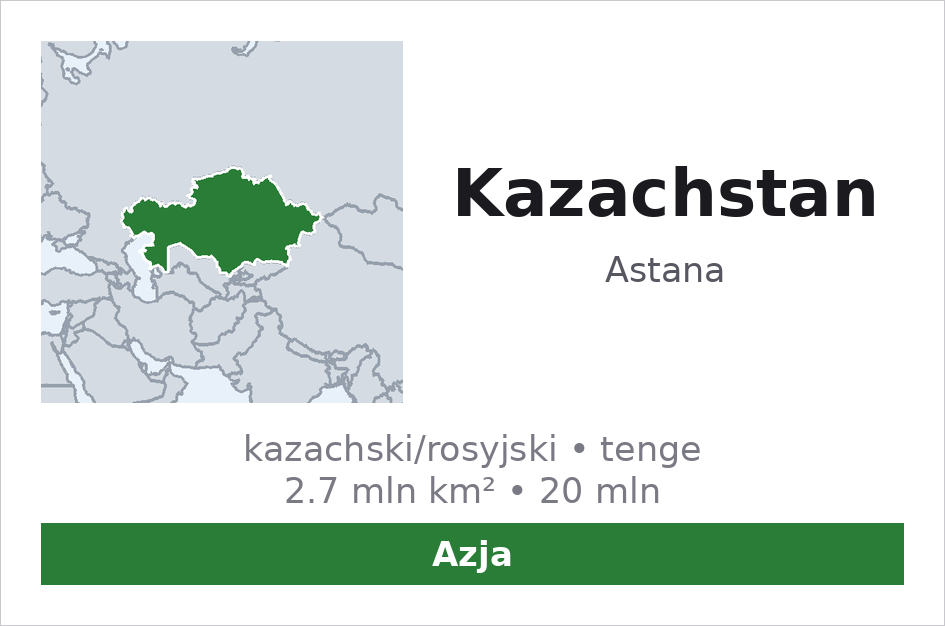 Kazachstan
Astana
kazachski/rosyjski • tenge
2.7 mln km² • 20 mln
Azja